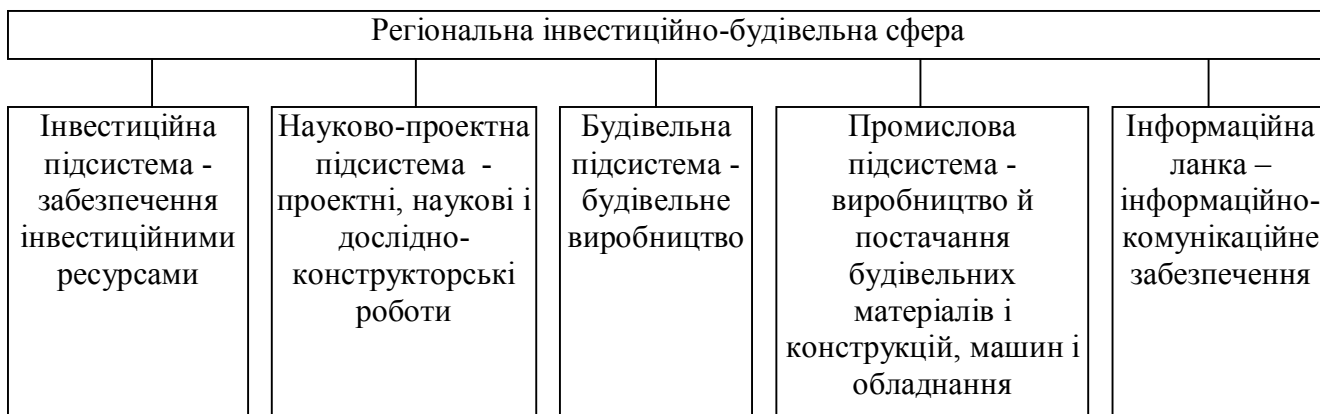 Регіональна інвестиційно-будівельна сфера
Інвестиційна
підсистема -
забезпечення
інвестиційними
ресурсами
Науково-проектна
підсистема -
проектні, наукові і
дослідно-
конструкторські
роботи
Будівельна
підсистема -
будівельне
виробництво
Промислова
підсистема -
виробництво й
постачання
будівельних
матеріалів і
конструкцій, машин і
обладнання
Інформаційна
ланка –
інформаційно-
комунікаційне
забезпечення